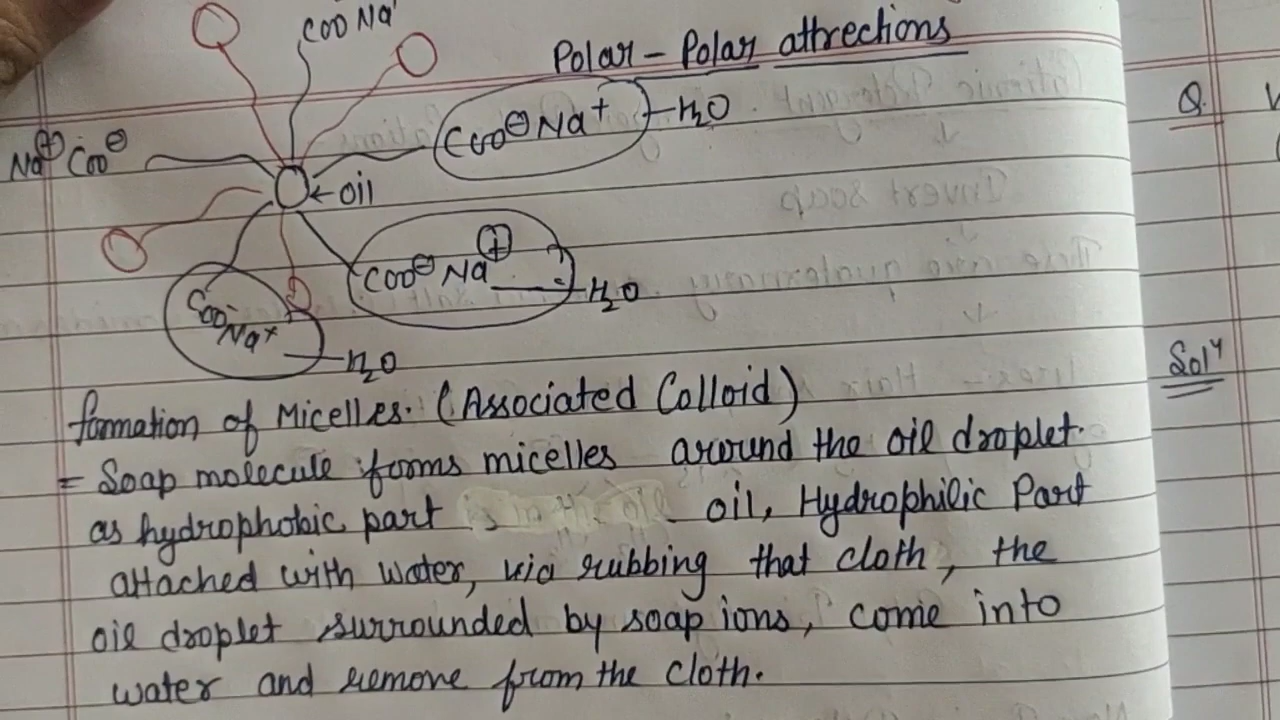 COO Na
Polar - Polar attrections
Na⊕ Coo⊖
Coo⊖Na+ H2O
Q.
← oil
Coo⊖ Na⊕ H2O
Coo- Na+ H2O
Sol4
formation of Micelles. (Associated Colloid)
= Soap molecule forms micelles around the oil droplet.
as hydrophobic part oil, Hydrophilic Part
attached with water, via rubbing that cloth, the
oil droplet surrounded by soap ions, come into
water and remove from the cloth.